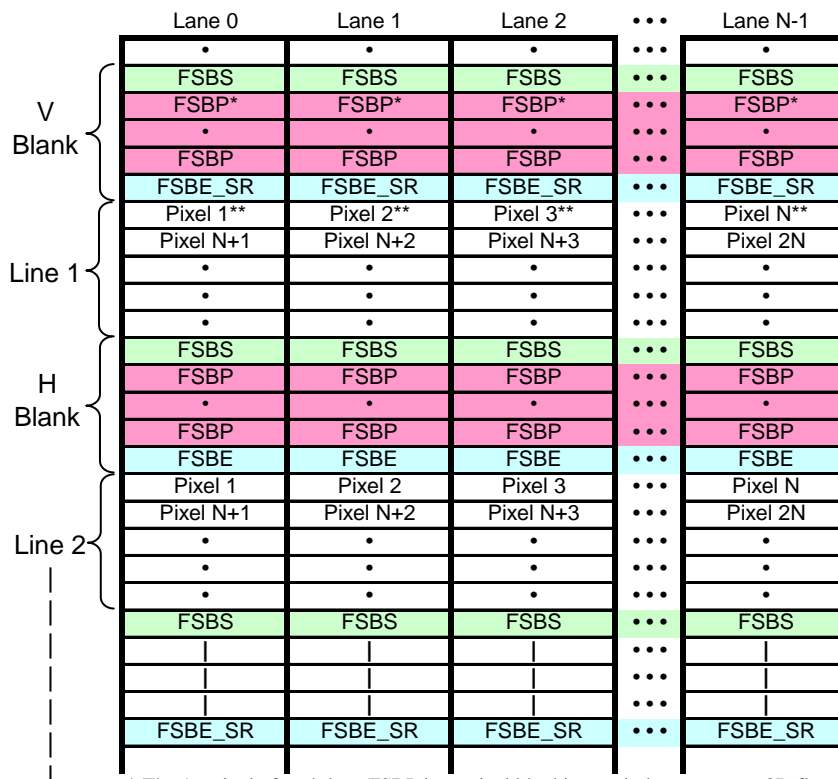 Lane 0 Lane 1 Lane 2 ••• Lane N-1
• • • ••• •
FSBS FSBS FSBS ••• FSBS
V Blank
FSBP* FSBP* FSBP* ••• FSBP*
• • • ••• •
FSBP FSBP FSBP ••• FSBP
FSBE_SR FSBE_SR FSBE_SR ••• FSBE_SR
Pixel 1** Pixel 2** Pixel 3** ••• Pixel N**
Pixel N+1 Pixel N+2 Pixel N+3 ••• Pixel 2N
Line 1 • • • ••• •
• • • ••• •
• • • ••• •
FSBS FSBS FSBS ••• FSBS
FSBP FSBP FSBP ••• FSBP
H Blank
• • • ••• •
FSBP FSBP FSBP ••• FSBP
FSBE FSBE FSBE ••• FSBE
Pixel 1 Pixel 2 Pixel 3 ••• Pixel N
Pixel N+1 Pixel N+2 Pixel N+3 ••• Pixel 2N
Line 2 • • • ••• •
• • • ••• •
• • • ••• •
FSBS FSBS FSBS ••• FSBS
| | | ••• |
| | | ••• |
| | | ••• |
FSBE_SR FSBE_SR FSBE_SR ••• FSBE_SR